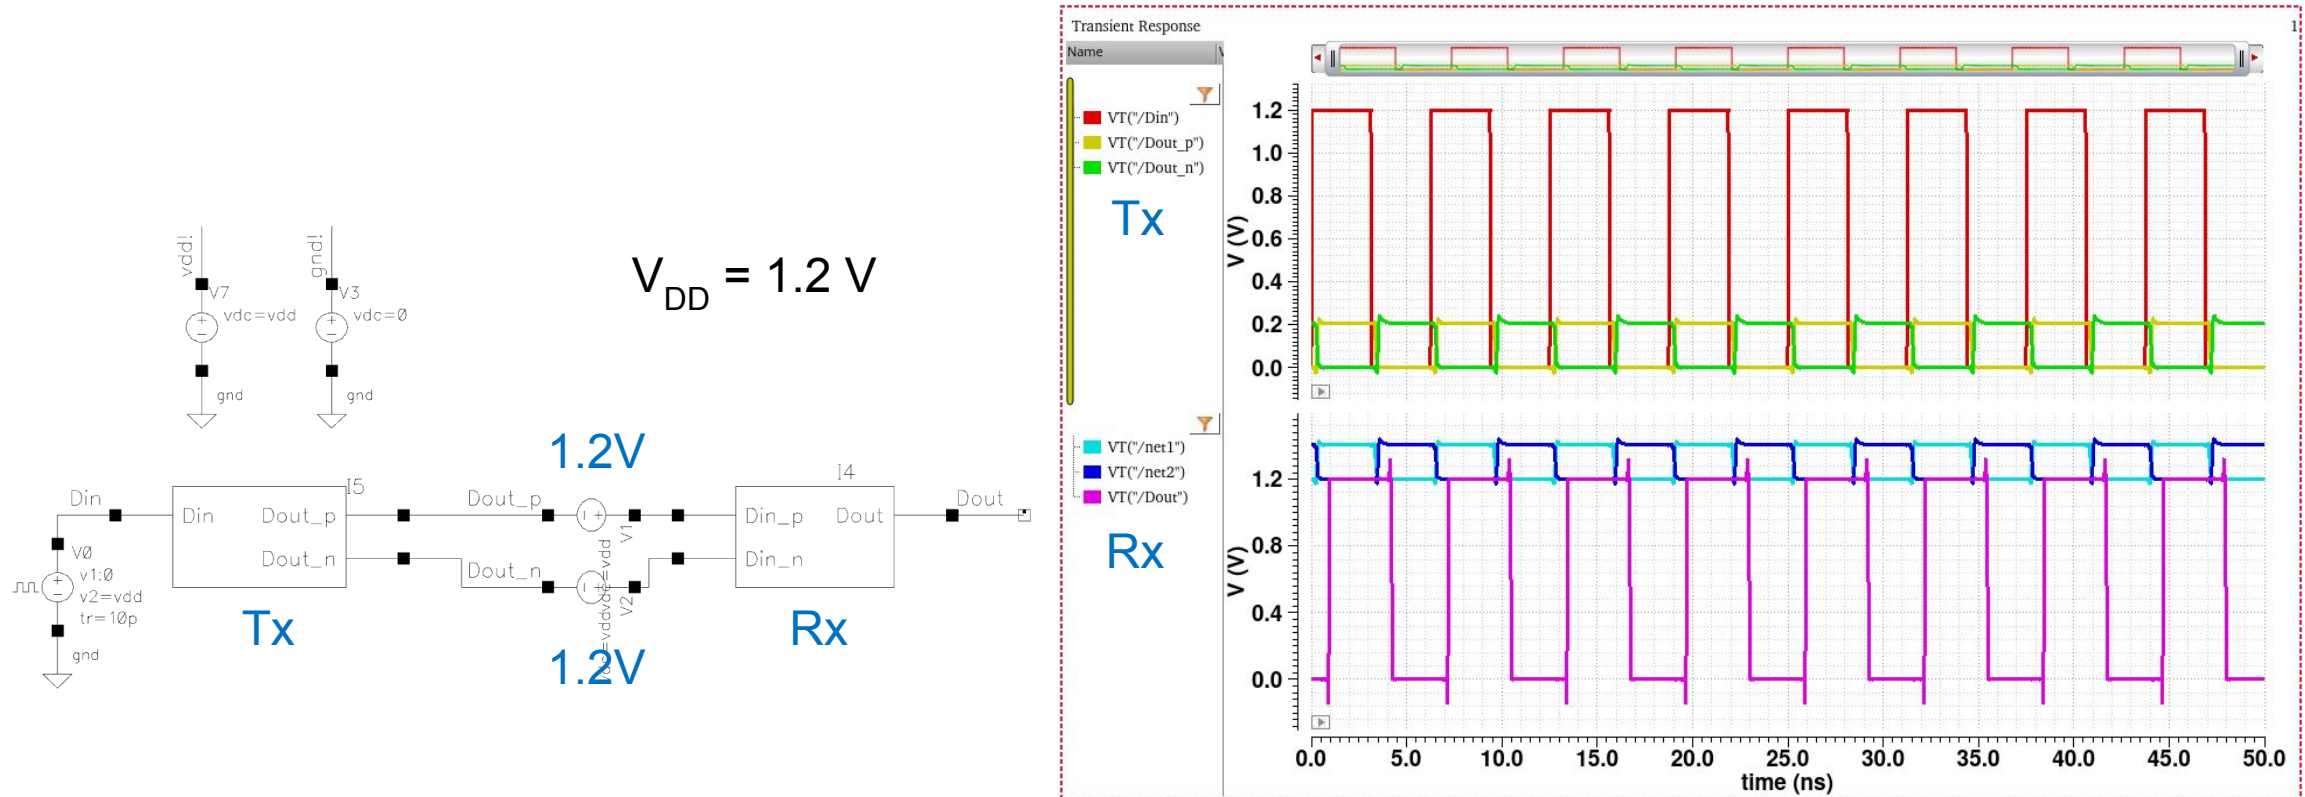 vdd!
gnd!
V7
V3
vdc=vdd
vdc=0
gnd
gnd
V_DD = 1.2 V
1.2V
Din
I5
Din
Dout_p
Dout_n
Dout_p
V1
Dout_n
V2
I4
Din_p
Dout
Din_n
Dout
V0
v1:0
v2=vdd
tr=10p
gnd
Tx
1.2V
Rx
Transient Response
1
Name
V
VT("/Din")
VT("/Dout_p")
VT("/Dout_n")
Tx
V (V)
1.2
1.0
0.8
0.6
0.4
0.2
0.0
VT("/net1")
VT("/net2")
VT("/Dout")
Rx
V (V)
1.2
0.8
0.4
0.0
0.0 5.0 10.0 15.0 20.0 25.0 30.0 35.0 40.0 45.0 50.0
time (ns)